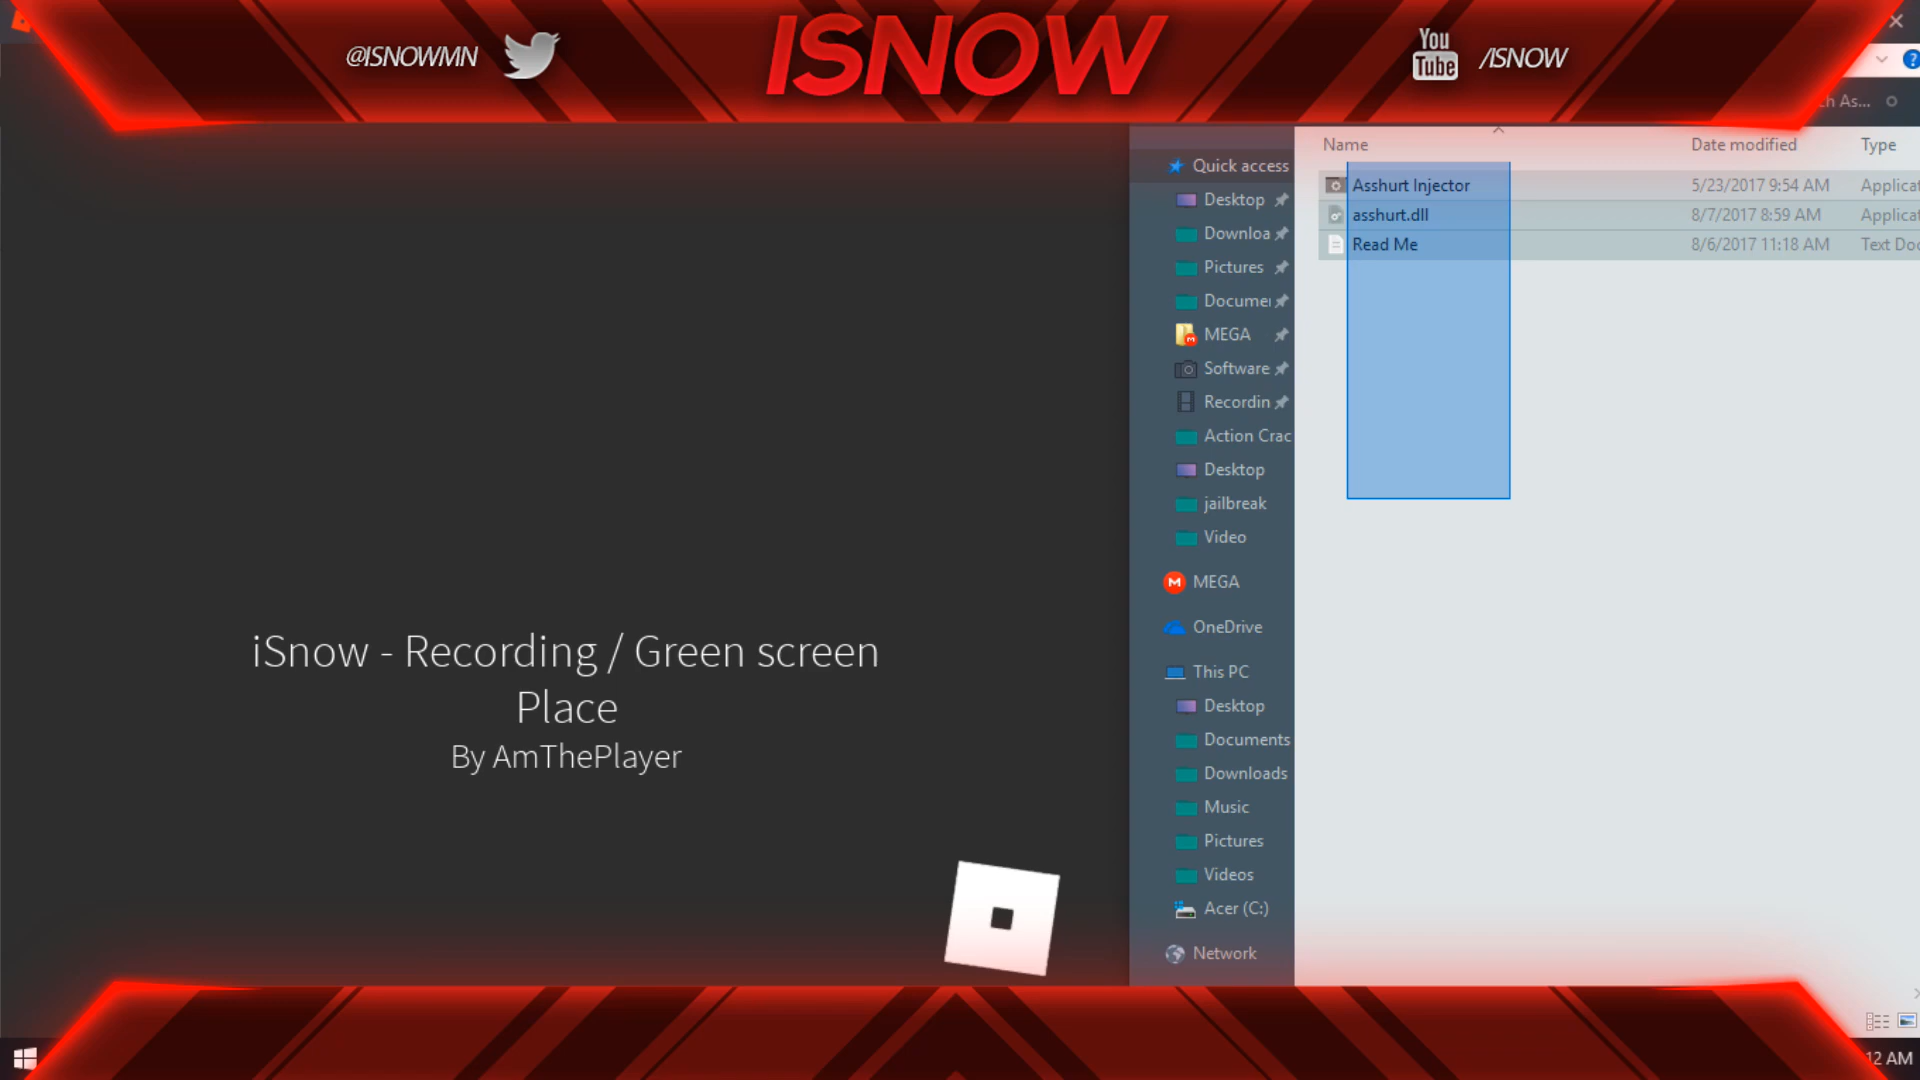 @ISNOWMN
ISNOW
You
Tube
/ISNOW
ch As...
Name
Date modified
Type
Quick access
Asshurt Injector
5/23/2017 9:54 AM
Applicat
Desktop
asshurt.dll
8/7/2017 8:59 AM
Applicat
Downloa
Read Me
8/6/2017 11:18 AM
Text Doc
Pictures
Documen
MEGA
Software
Recordin
Action Crac
Desktop
jailbreak
Video
MEGA
OneDrive
This PC
Desktop
Documents
Downloads
Music
Pictures
Videos
Acer (C:)
Network
iSnow - Recording / Green screen
Place
By AmThePlayer
12 AM